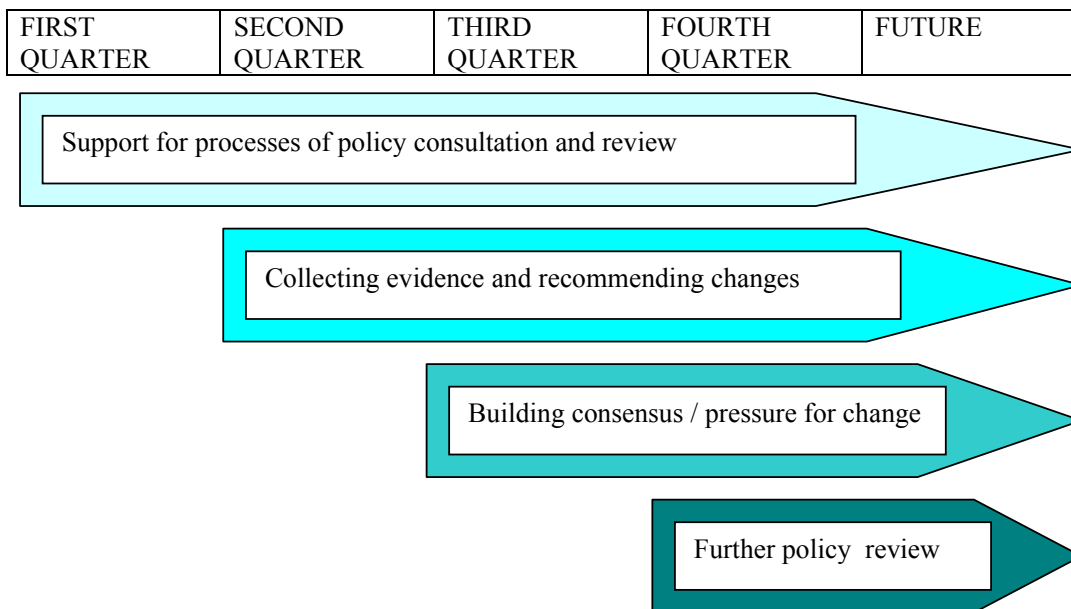 FIRST QUARTER
SECOND QUARTER
THIRD QUARTER
FOURTH QUARTER
FUTURE
Support for processes of policy consultation and review
Collecting evidence and recommending changes
Building consensus / pressure for change
Further policy  review